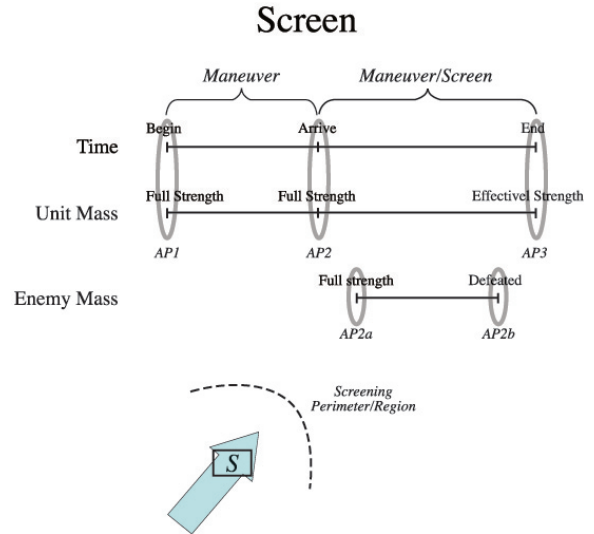 Screen
Maneuver Maneuver/Screen
Begin Arrive End
Time
Full Strength Full Strength Effectivel Strength
Unit Mass
AP1 AP2 AP3
Full strength Defeated
Enemy Mass
AP2a AP2b
Screening
Perimeter/Region
S